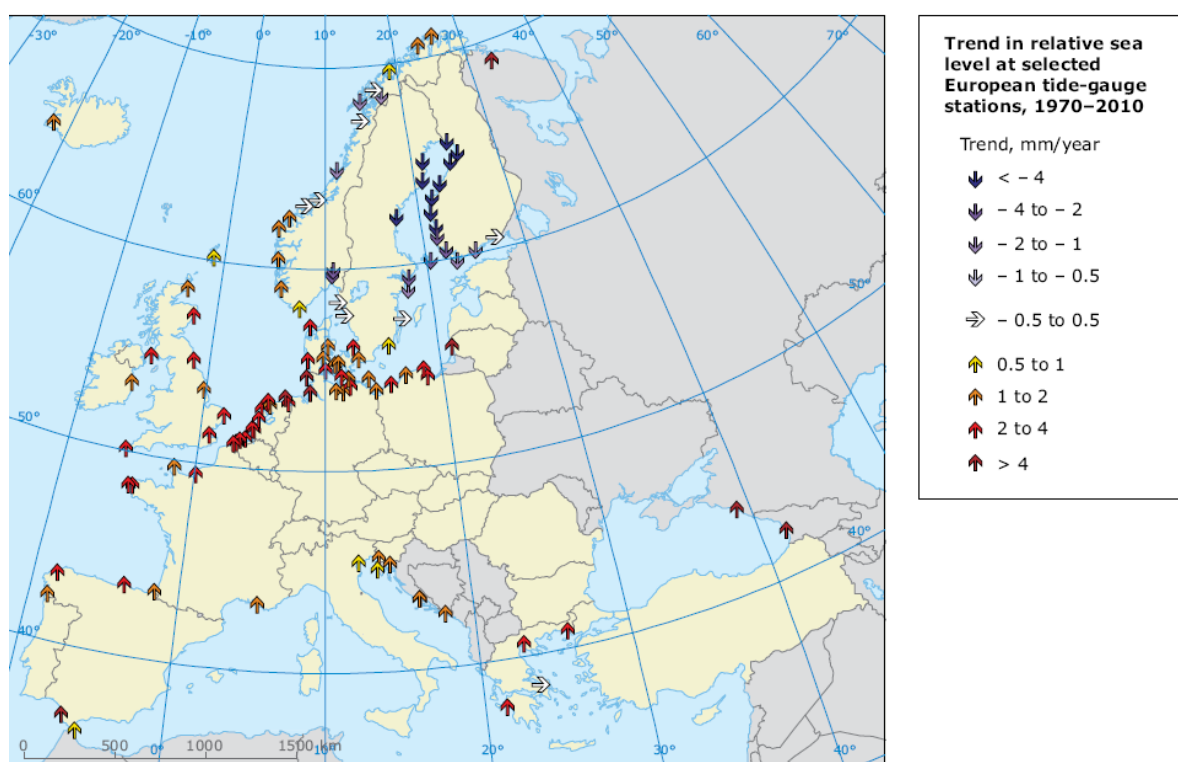 -30° -20° -10° 0° 10° 20° 30° 40° 50° 60° 70°
60°
50°
50°
40°
40°
0 500 1000 1500 km
-10° 0° 10° 20° 30° 40°
Trend in relative sea
level at selected
European tide-gauge
stations, 1970–2010
Trend, mm/year
< – 4
– 4 to – 2
– 2 to – 1
– 1 to – 0.5
– 0.5 to 0.5
0.5 to 1
1 to 2
2 to 4
> 4